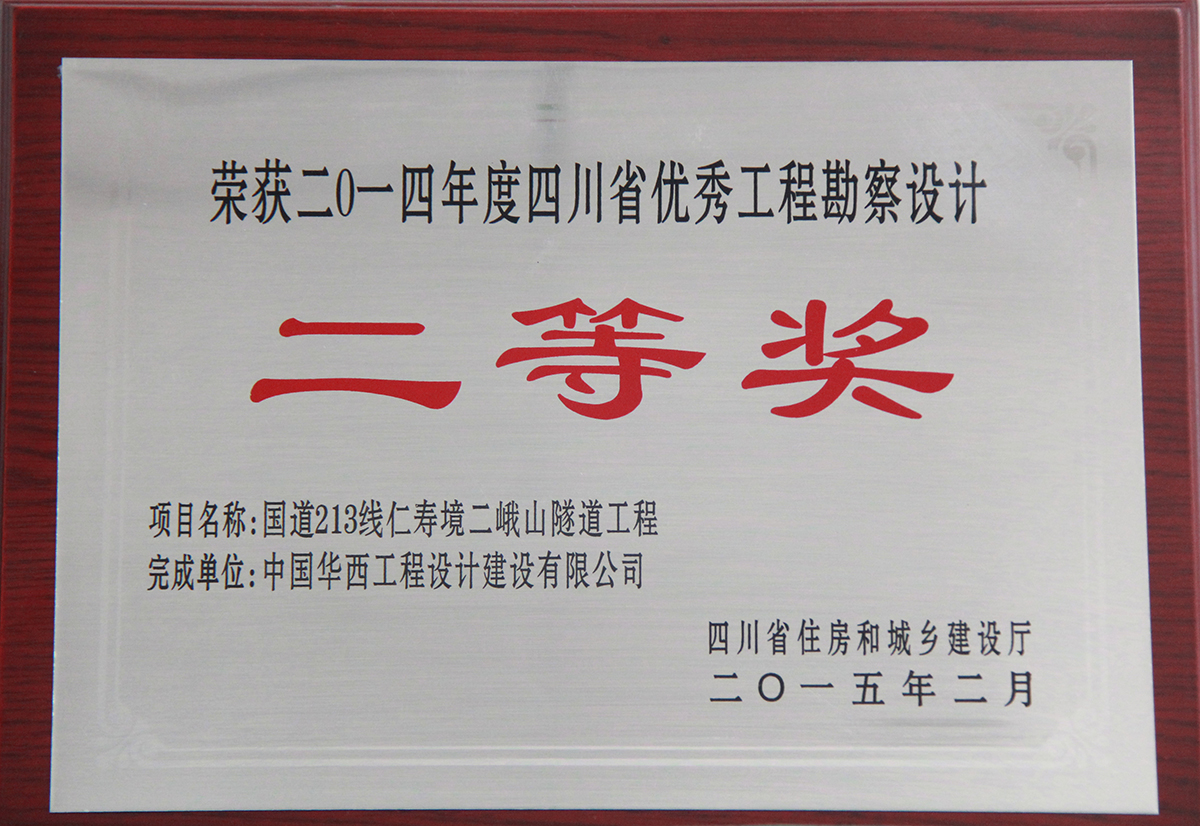 荣获二0一四年度四川省优秀工程勘察设计
二等奖
项目名称:国道213线仁寿境二峨山隧道工程
完成单位:中国华西工程设计建设有限公司
四川省住房和城乡建设厅
二〇一五年二月